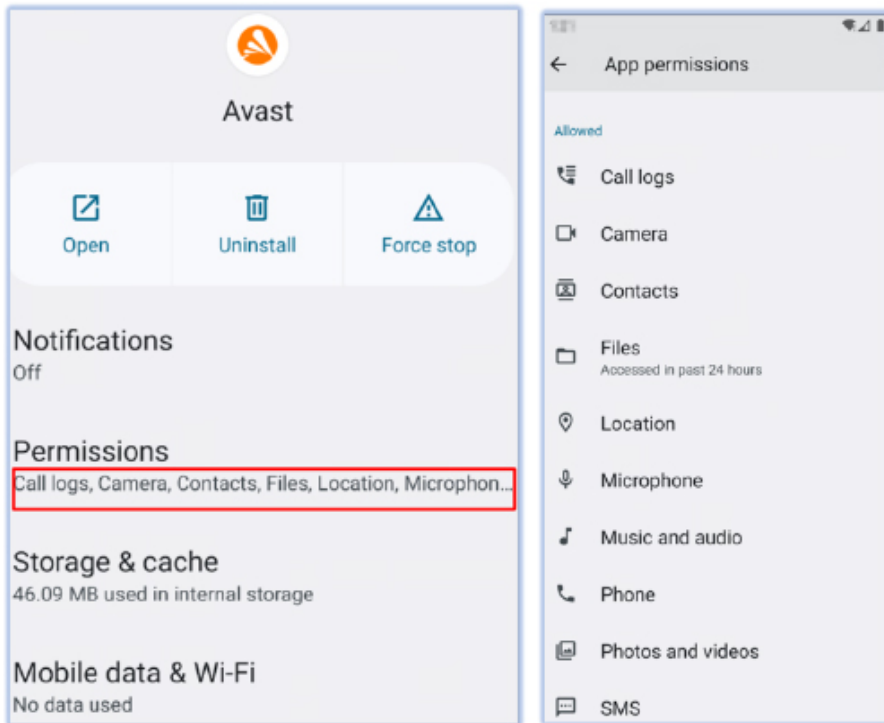 Avast
Open
Uninstall
Force stop
Notifications
Off
Permissions
Call logs, Camera, Contacts, Files, Location, Microphon...
Storage & cache
46.09 MB used in internal storage
Mobile data & Wi-Fi
No data used
App permissions
Allowed
Call logs
Camera
Contacts
Files
Accessed in past 24 hours
Location
Microphone
Music and audio
Phone
Photos and videos
SMS